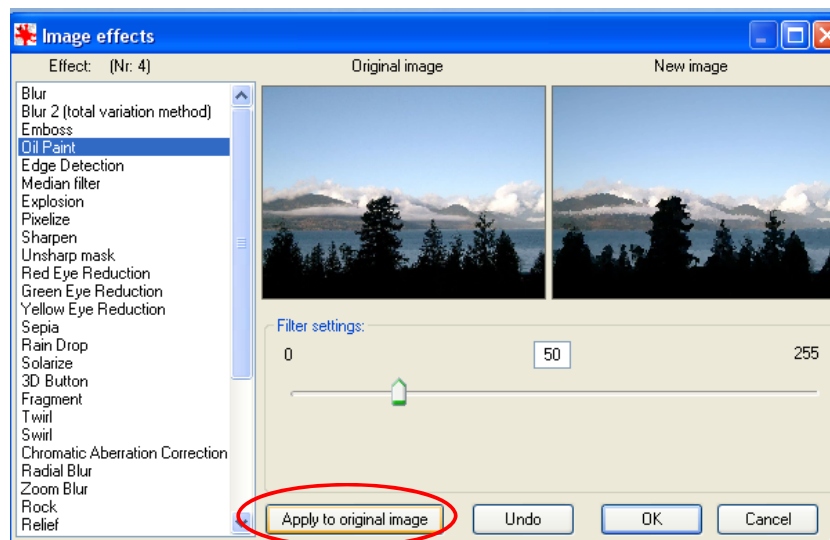 Image effects
Effect: (Nr: 4)
Original image
New image
Blur
Blur 2 (total variation method)
Emboss
Oil Paint
Edge Detection
Median filter
Explosion
Pixelize
Sharpen
Unsharp mask
Red Eye Reduction
Green Eye Reduction
Yellow Eye Reduction
Sepia
Rain Drop
Solarize
3D Button
Fragment
Twirl
Swirl
Chromatic Aberration Correction
Radial Blur
Zoom Blur
Rock
Relief
Filter settings:
0
50
255
Apply to original image
Undo
OK
Cancel